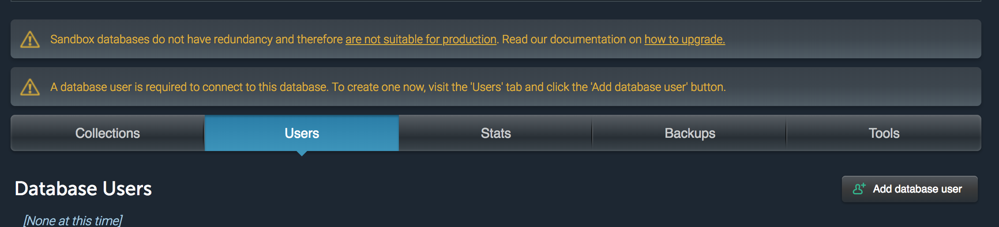 Sandbox databases do not have redundancy and therefore are not suitable for production. Read our documentation on how to upgrade.
A database user is required to connect to this database. To create one now, visit the 'Users' tab and click the 'Add database user' button.
Collections Users Stats Backups Tools
Database Users
Add database user
[None at this time]